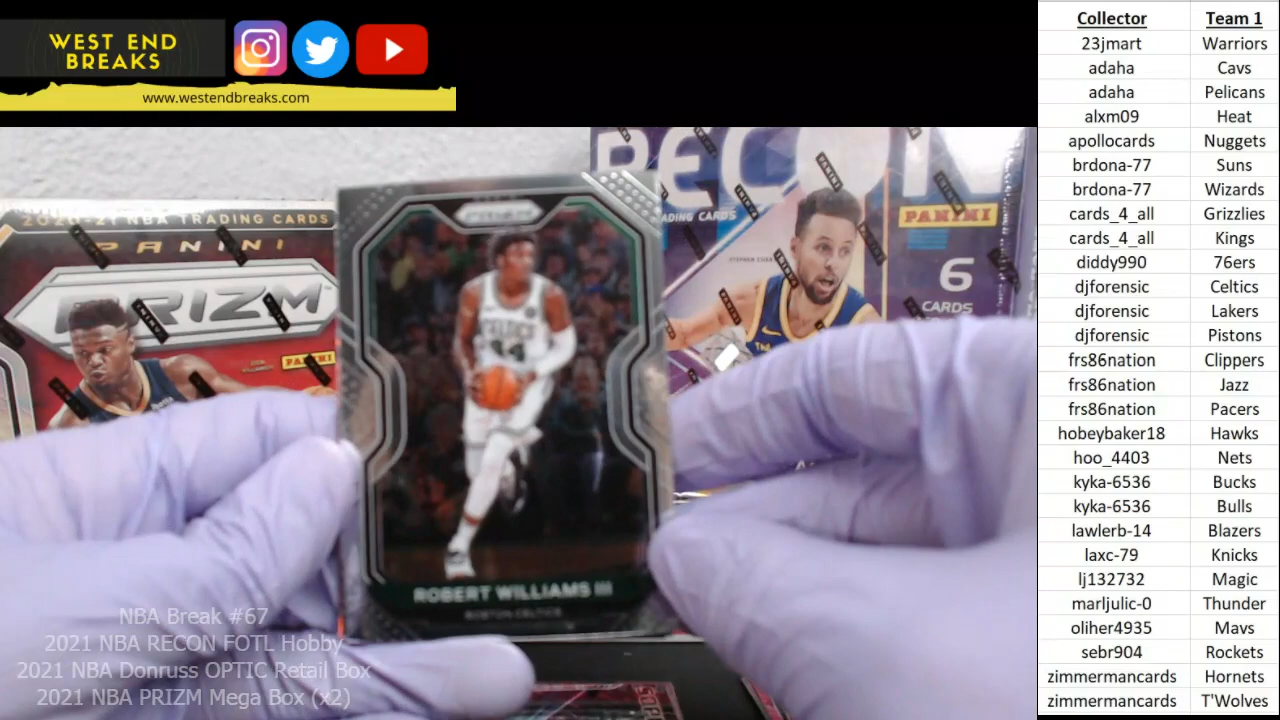 WEST END
BREAKS
www.westendbreaks.com
2020-21 NBA TRADING CARDS
PANINI
PRIZM
PANINI
RECON
TRADING CARDS
PANINI
6
CARDS
PRIZM
CELTICS
44
ROBERT WILLIAMS III
BOSTON CELTICS
NBA Break #67
2021 NBA RECON FOTL Hobby
2021 NBA Donruss OPTIC Retail Box
2021 NBA PRIZM Mega Box (x2)
Collector Team 1
23jmart Warriors
adaha Cavs
adaha Pelicans
alxm09 Heat
apollocards Nuggets
brdona-77 Suns
brdona-77 Wizards
cards_4_all Grizzlies
cards_4_all Kings
diddy990 76ers
djforensic Celtics
djforensic Lakers
djforensic Pistons
frs86nation Clippers
frs86nation Jazz
frs86nation Pacers
hobeybaker18 Hawks
hoo_4403 Nets
kyka-6536 Bucks
kyka-6536 Bulls
lawlerb-14 Blazers
laxc-79 Knicks
lj132732 Magic
marljulic-0 Thunder
oliher4935 Mavs
sebr904 Rockets
zimmermancards Hornets
zimmermancards T'Wolves